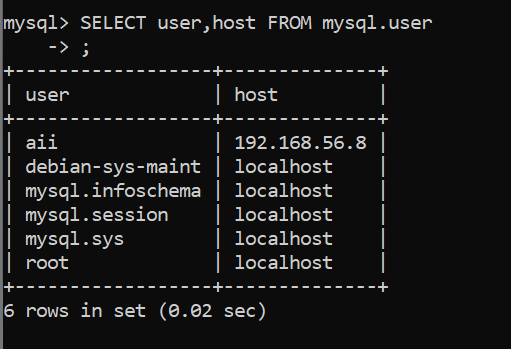 mysql> SELECT user,host FROM mysql.user
    -> ;
+------------------+--------------+
| user             | host         |
+------------------+--------------+
| aii              | 192.168.56.8 |
| debian-sys-maint | localhost    |
| mysql.infoschema | localhost    |
| mysql.session    | localhost    |
| mysql.sys        | localhost    |
| root             | localhost    |
+------------------+--------------+
6 rows in set (0.02 sec)